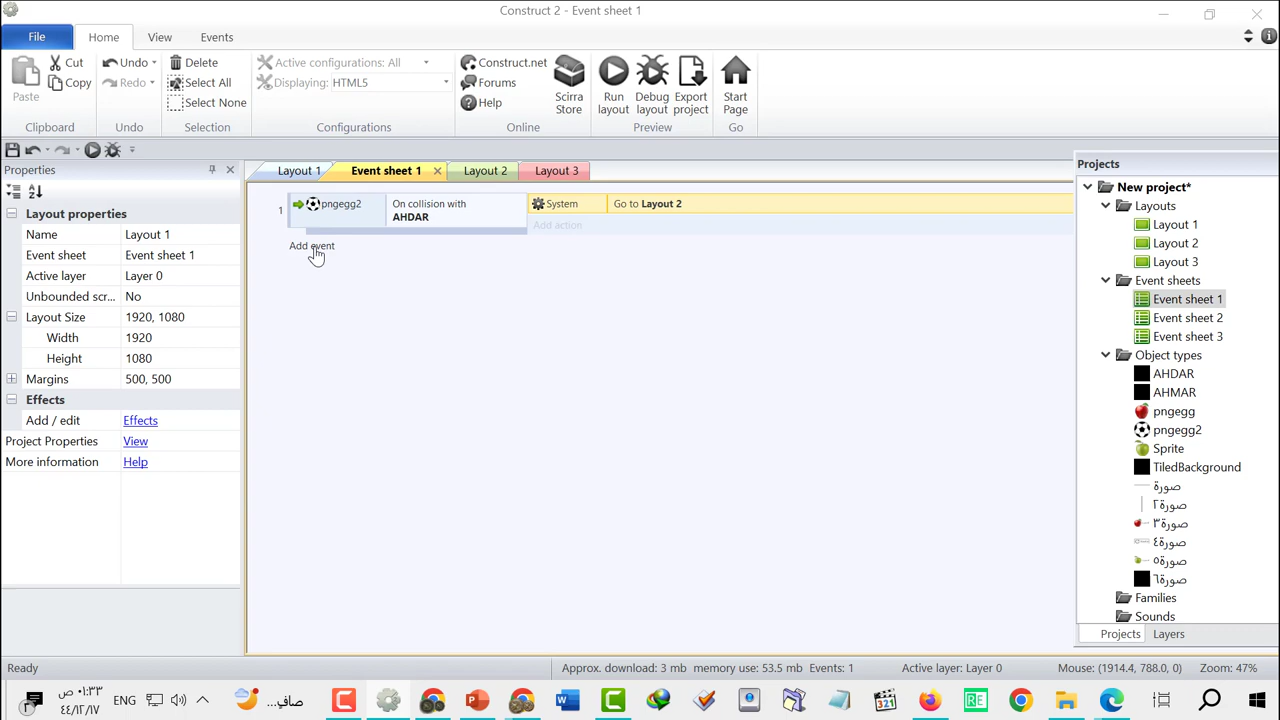 Construct 2 - Event sheet 1
File
Home
View
Events
Paste
Cut
Copy
Clipboard
Undo
Redo
Undo
Delete
Select All
Select None
Selection
Active configurations: All
Displaying: HTML5
Configurations
Construct.net
Forums
Help
Scirra Store
Online
Run layout
Debug layout
Export project
Preview
Start Page
Go
Properties
Layout properties
Name Layout 1
Event sheet Event sheet 1
Active layer Layer 0
Unbounded scr... No
Layout Size 1920, 1080
Width 1920
Height 1080
Margins 500, 500
Effects
Add / edit Effects
Project Properties View
More information Help
Layout 1
Event sheet 1
Layout 2
Layout 3
1
pngegg2
On collision with
AHDAR
System
Go to Layout 2
Add action
Add event
Projects
New project*
Layouts
Layout 1
Layout 2
Layout 3
Event sheets
Event sheet 1
Event sheet 2
Event sheet 3
Object types
AHDAR
AHMAR
pngegg
pngegg2
Sprite
TiledBackground
صورة
صورة٢
صورة٣
صورة٤
صورة٥
صورة٦
Families
Sounds
Projects
Layers
Ready
Approx. download: 3 mb memory use: 53.5 mb Events: 1
Active layer: Layer 0
Mouse: (1914.4, 788.0, 0)
Zoom: 47%
٠١:٣٣ ص
٤٤/١٢/١٧
ENG
صافٍ
321
RE